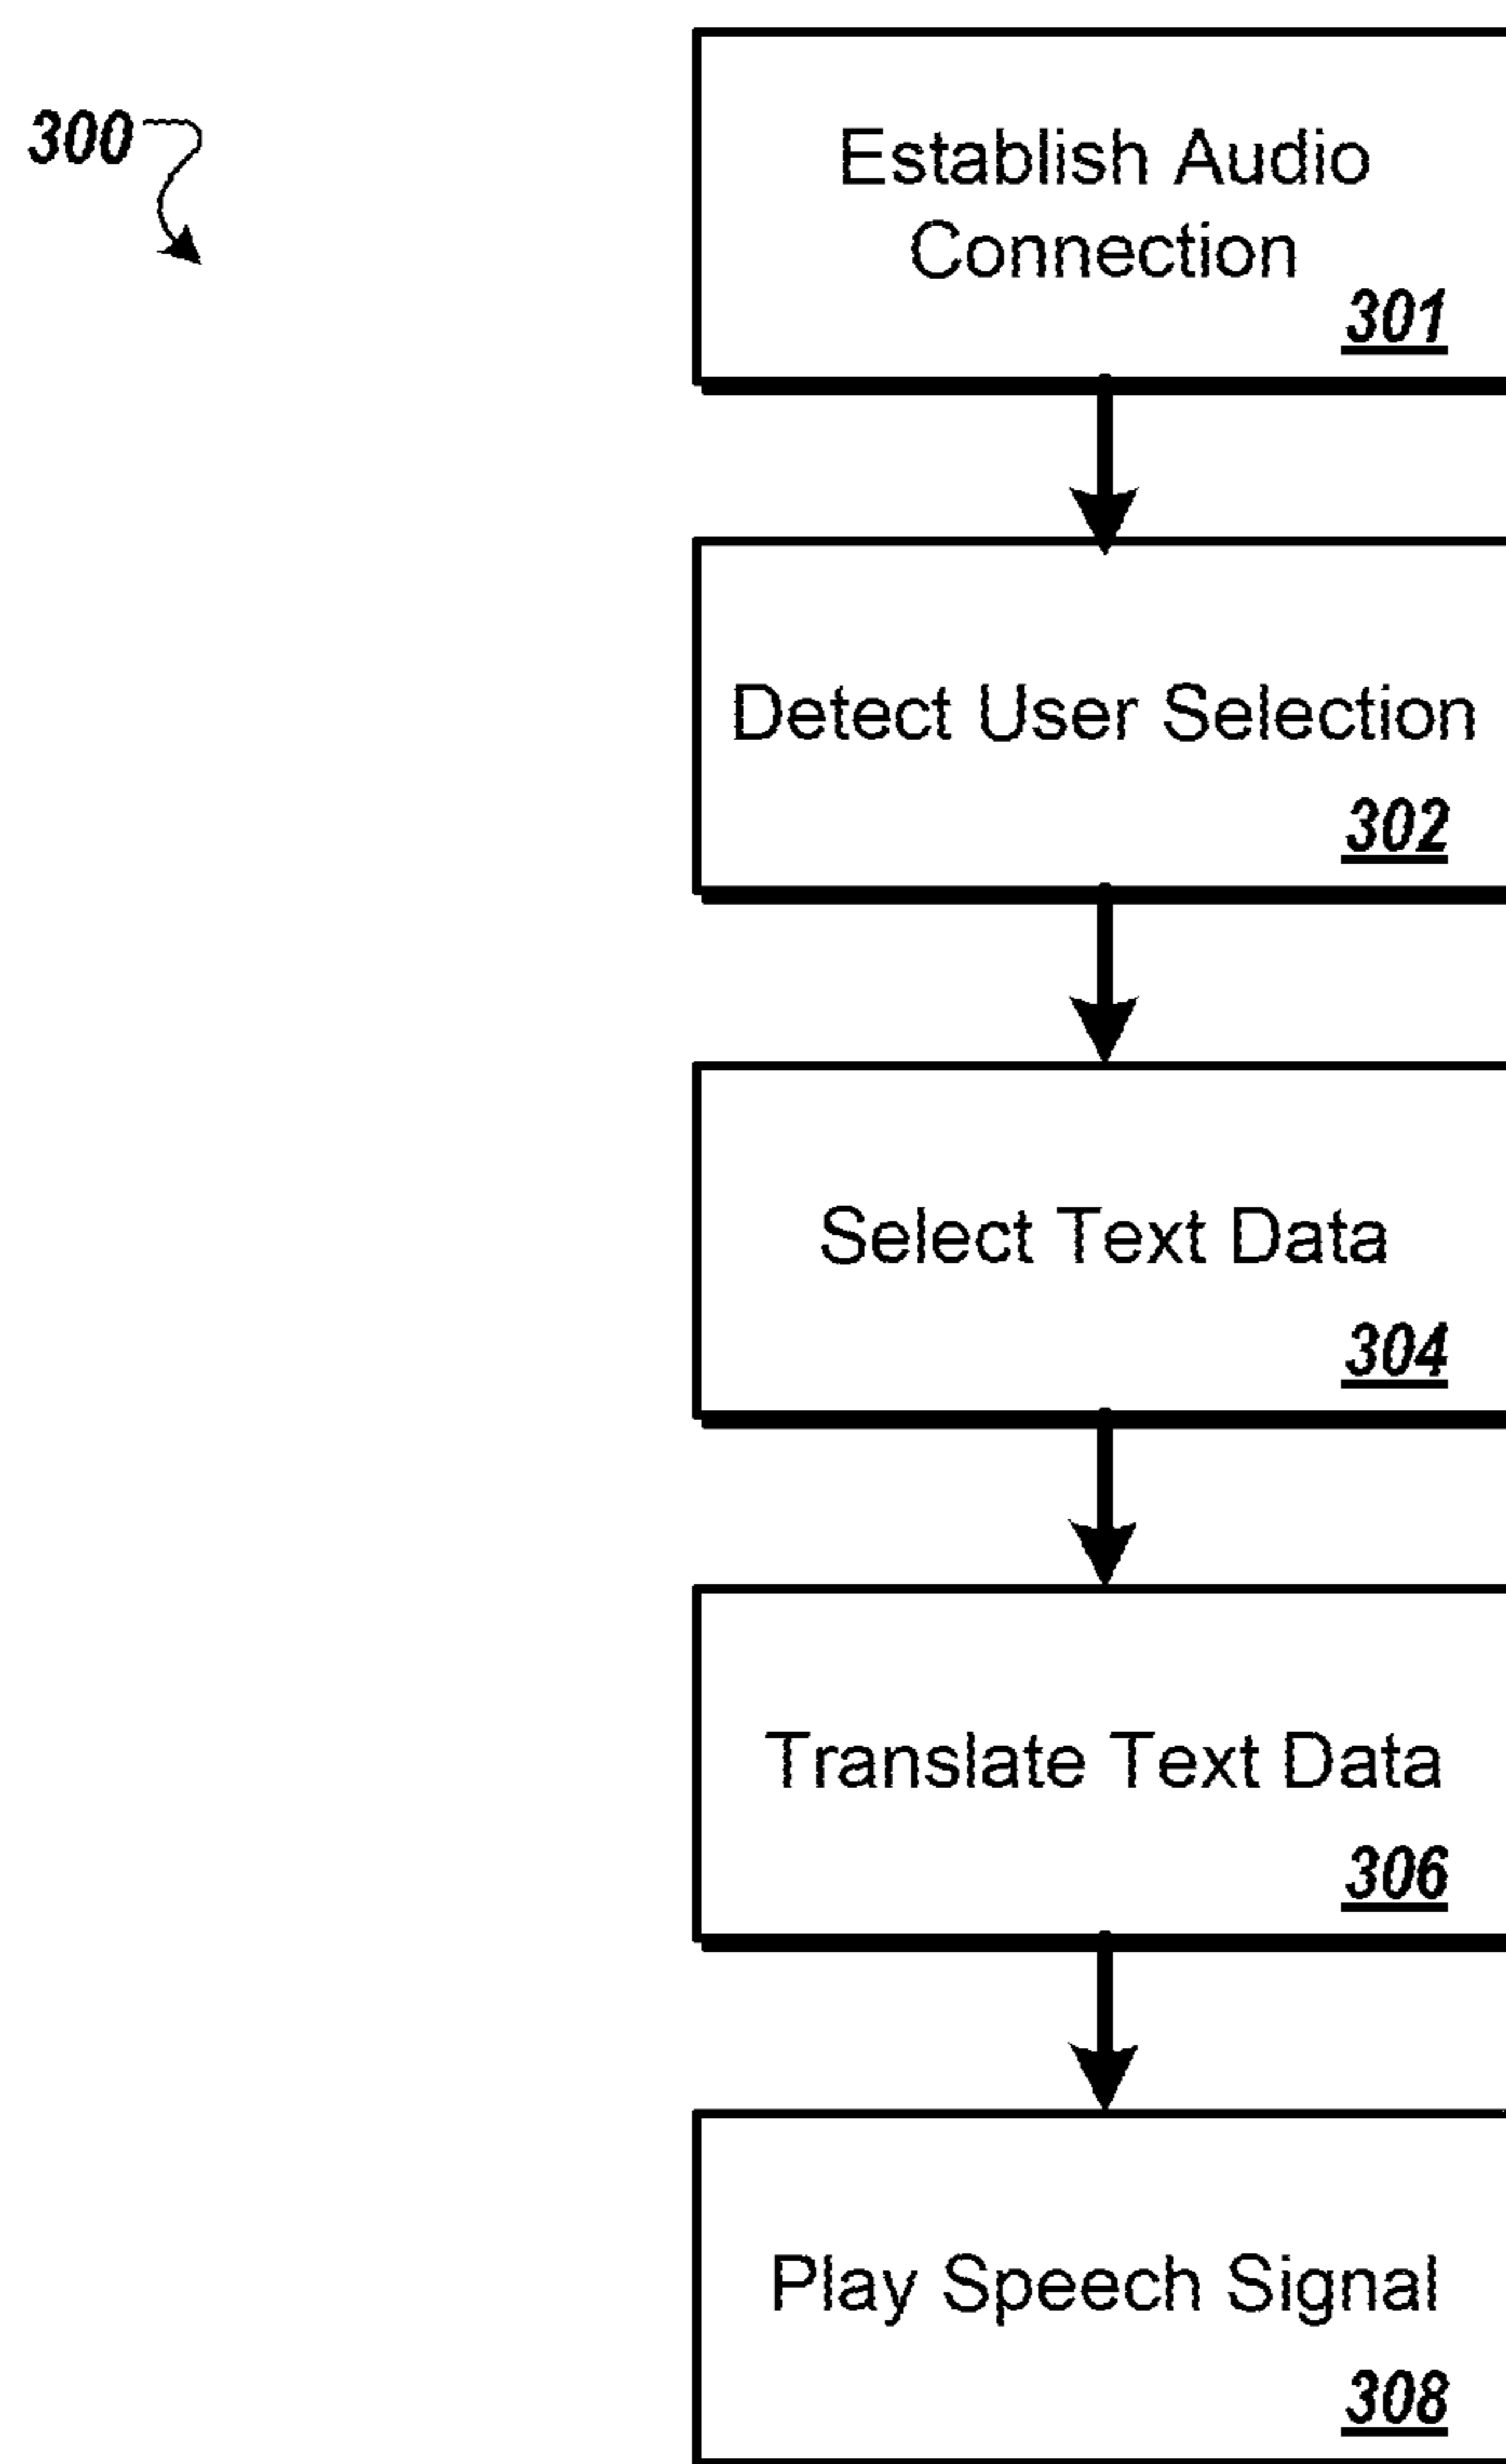 300
Establish Audio
Connection
301
Detect User Selection
302
Select Text Data
304
Translate Text Data
306
Play Speech Signal
308